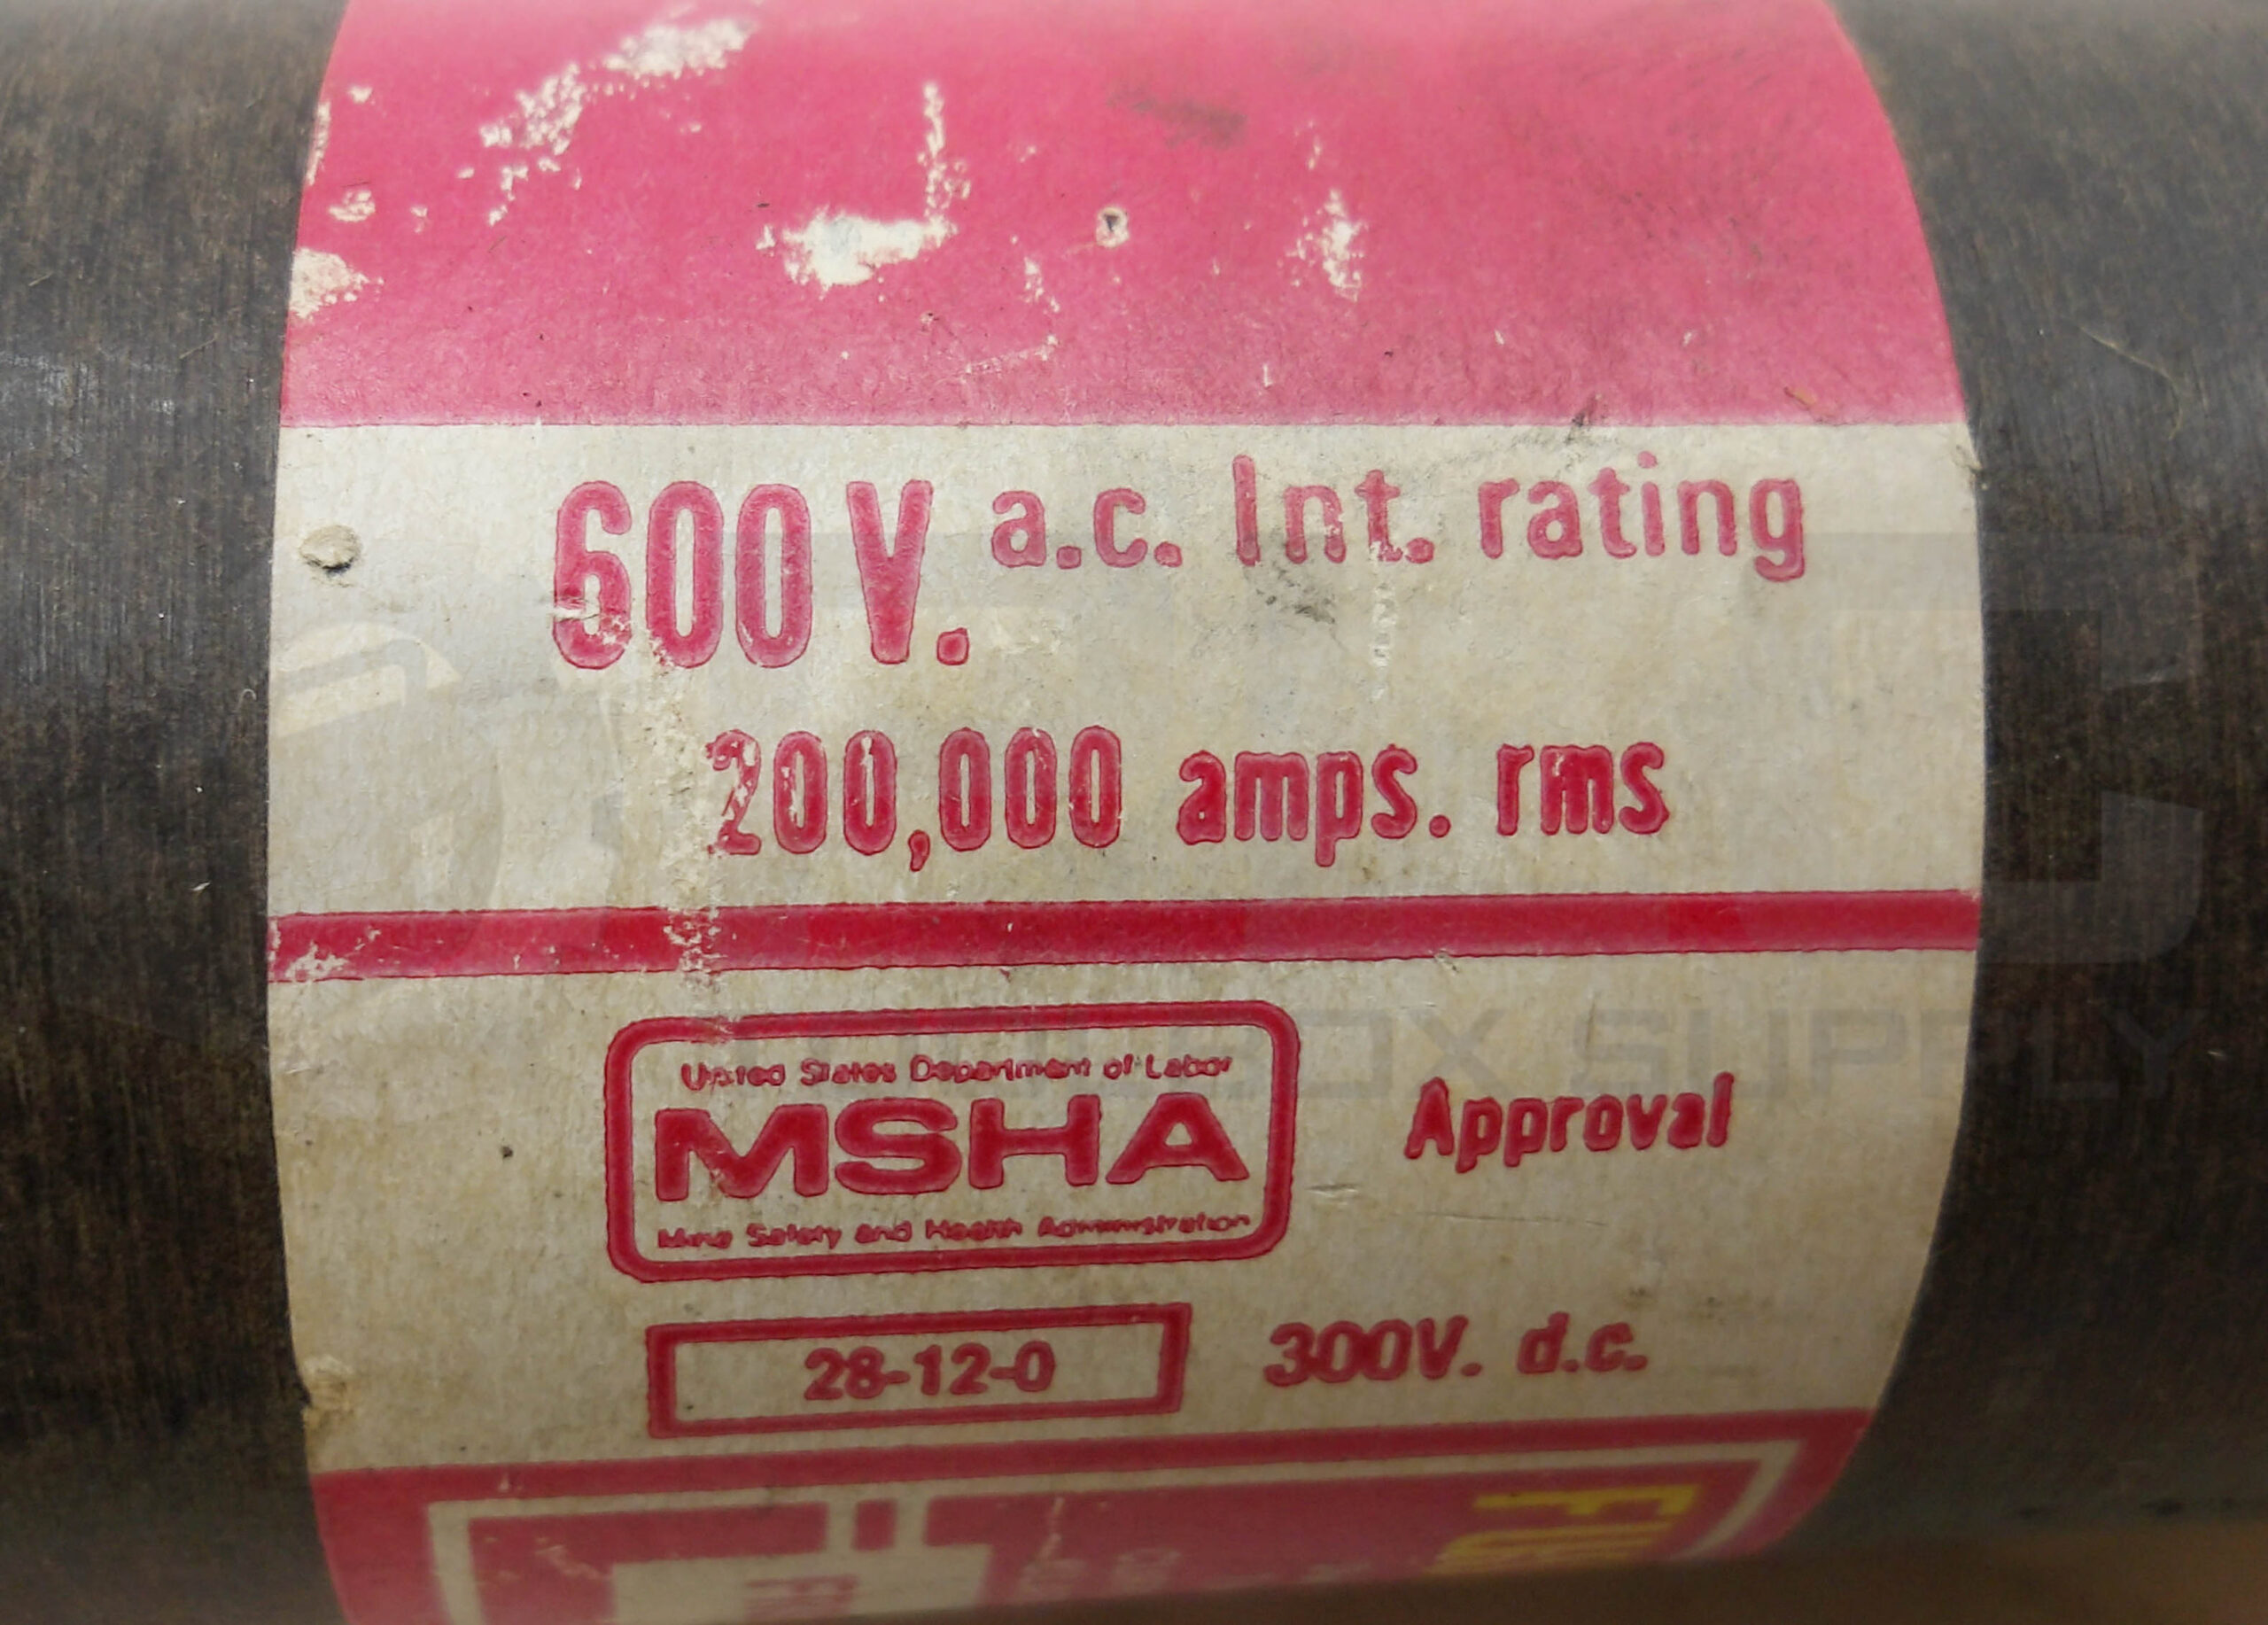 600 V. a.c. Int. rating
200,000 amps. rms
United States Department of Labor
MSHA
Mine Safety and Health Administration
Approval
28-12-0
300V. d.c.